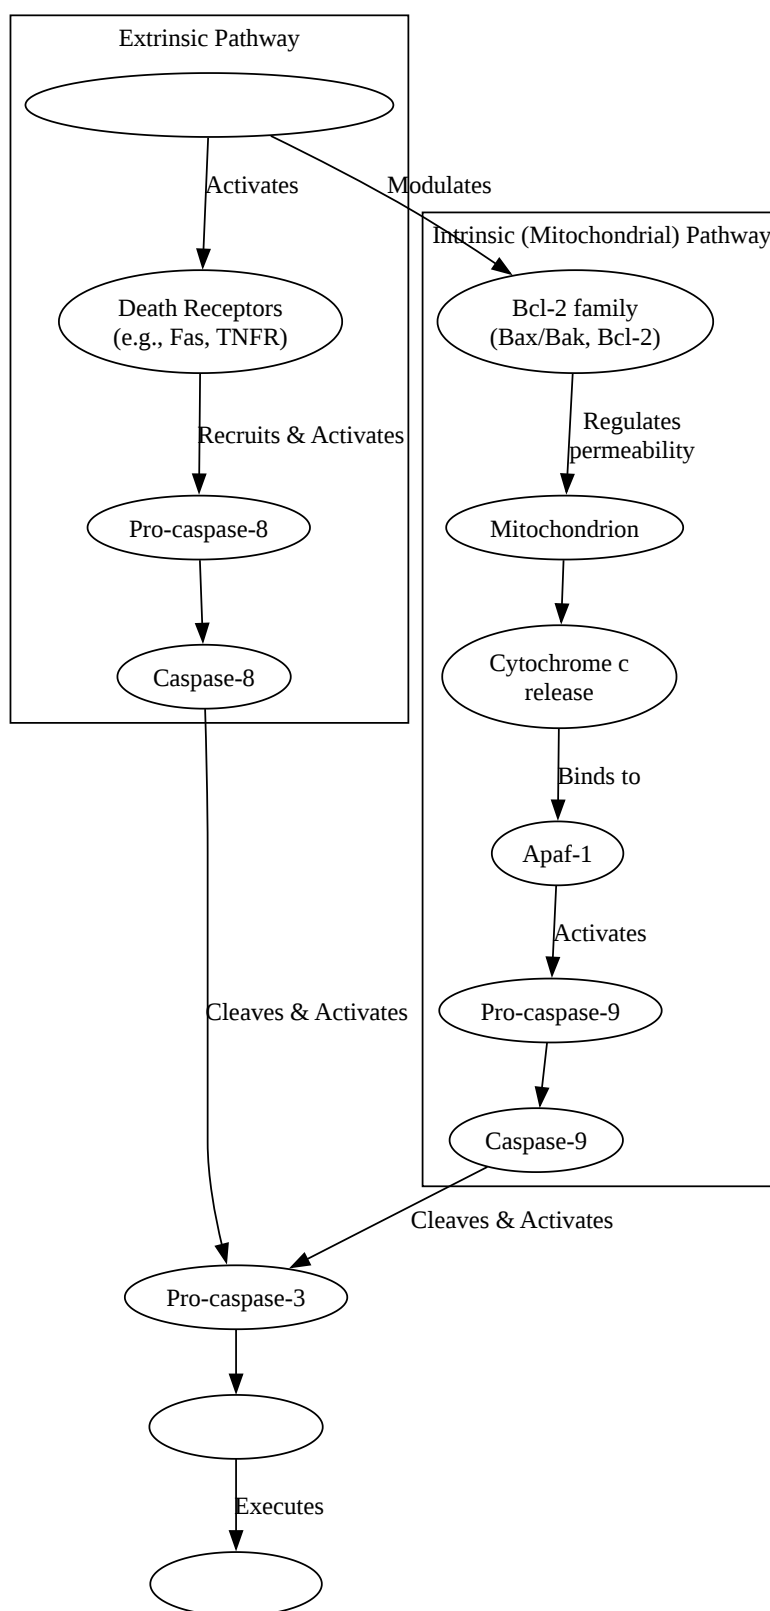 Extrinsic Pathway
Activates
Modulates
Intrinsic (Mitochondrial) Pathway
Death Receptors
(e.g., Fas, TNFR)
Bcl-2 family
(Bax/Bak, Bcl-2)
Recruits & Activates
Regulates
permeability
Pro-caspase-8
Mitochondrion
Caspase-8
Cytochrome c
release
Binds to
Apaf-1
Activates
Cleaves & Activates
Pro-caspase-9
Caspase-9
Cleaves & Activates
Pro-caspase-3
Executes